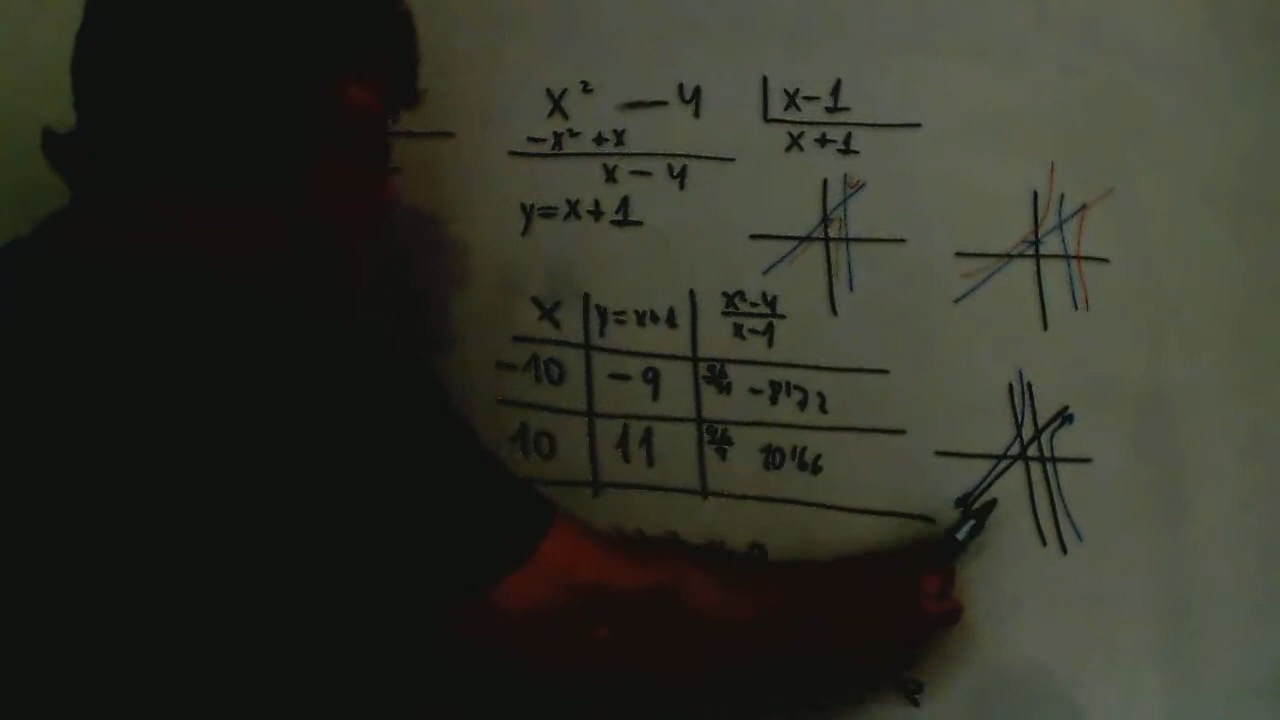 x² — 4 | x-1
-x² +x x+1
x - 4
y=x+1
x y=x+1 x²-4/x-1
-10 -9 -8'72
10 11 10'66